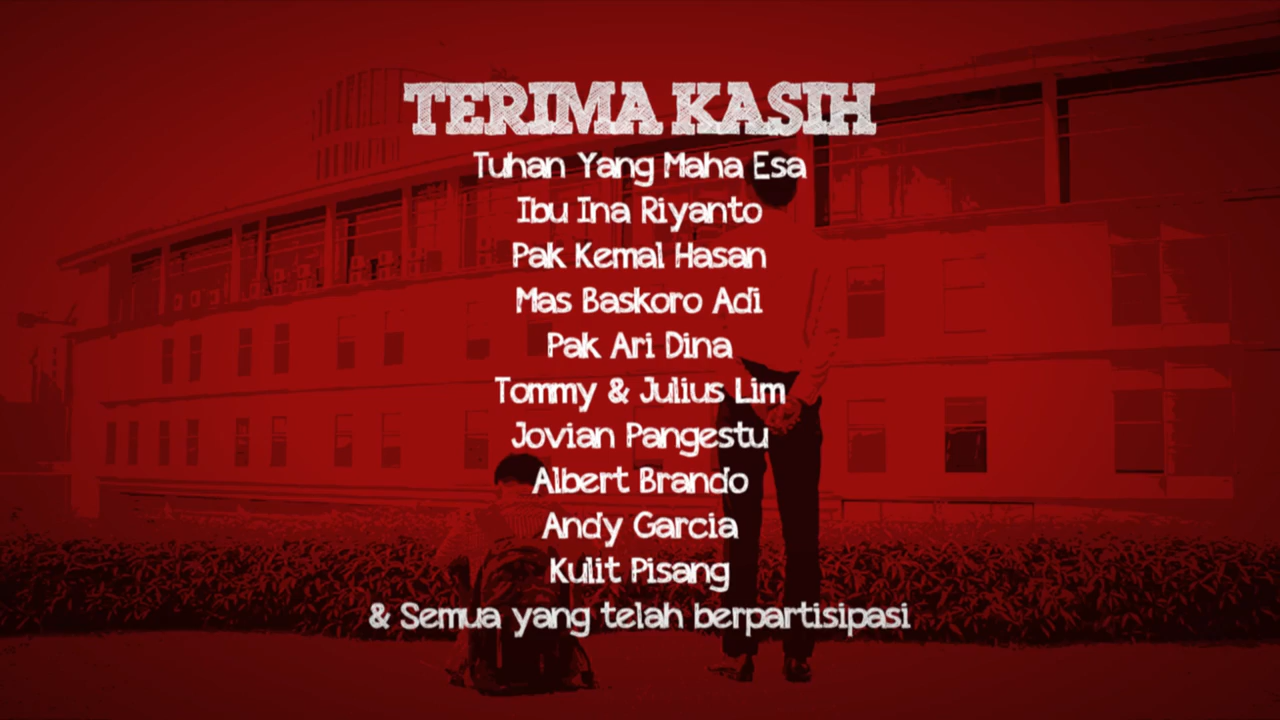 TERIMA KASIH
Tuhan Yang Maha Esa
Ibu Ina Riyanto
Pak Kemal Hasan
Mas Baskoro Adi
Pak Ari Dina
Tommy & Julius Lim
Jovian Pangestu
Albert Brando
Andy Garcia
Kulit Pisang
& Semua yang telah berpartisipasi